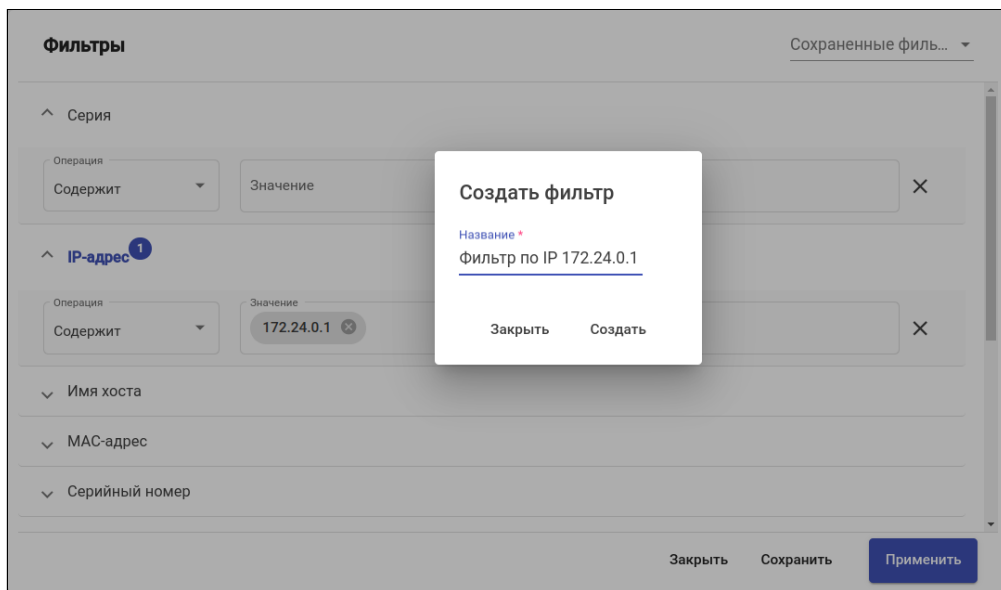 Фильтры
Сохраненные филь...
Серия
Операция
Содержит
Значение
IP-адрес
1
Операция
Содержит
Значение
172.24.0.1
Создать фильтр
Название *
Фильтр по IP 172.24.0.1
Закрыть Создать
Имя хоста
MAC-адрес
Серийный номер
Закрыть Сохранить Применить